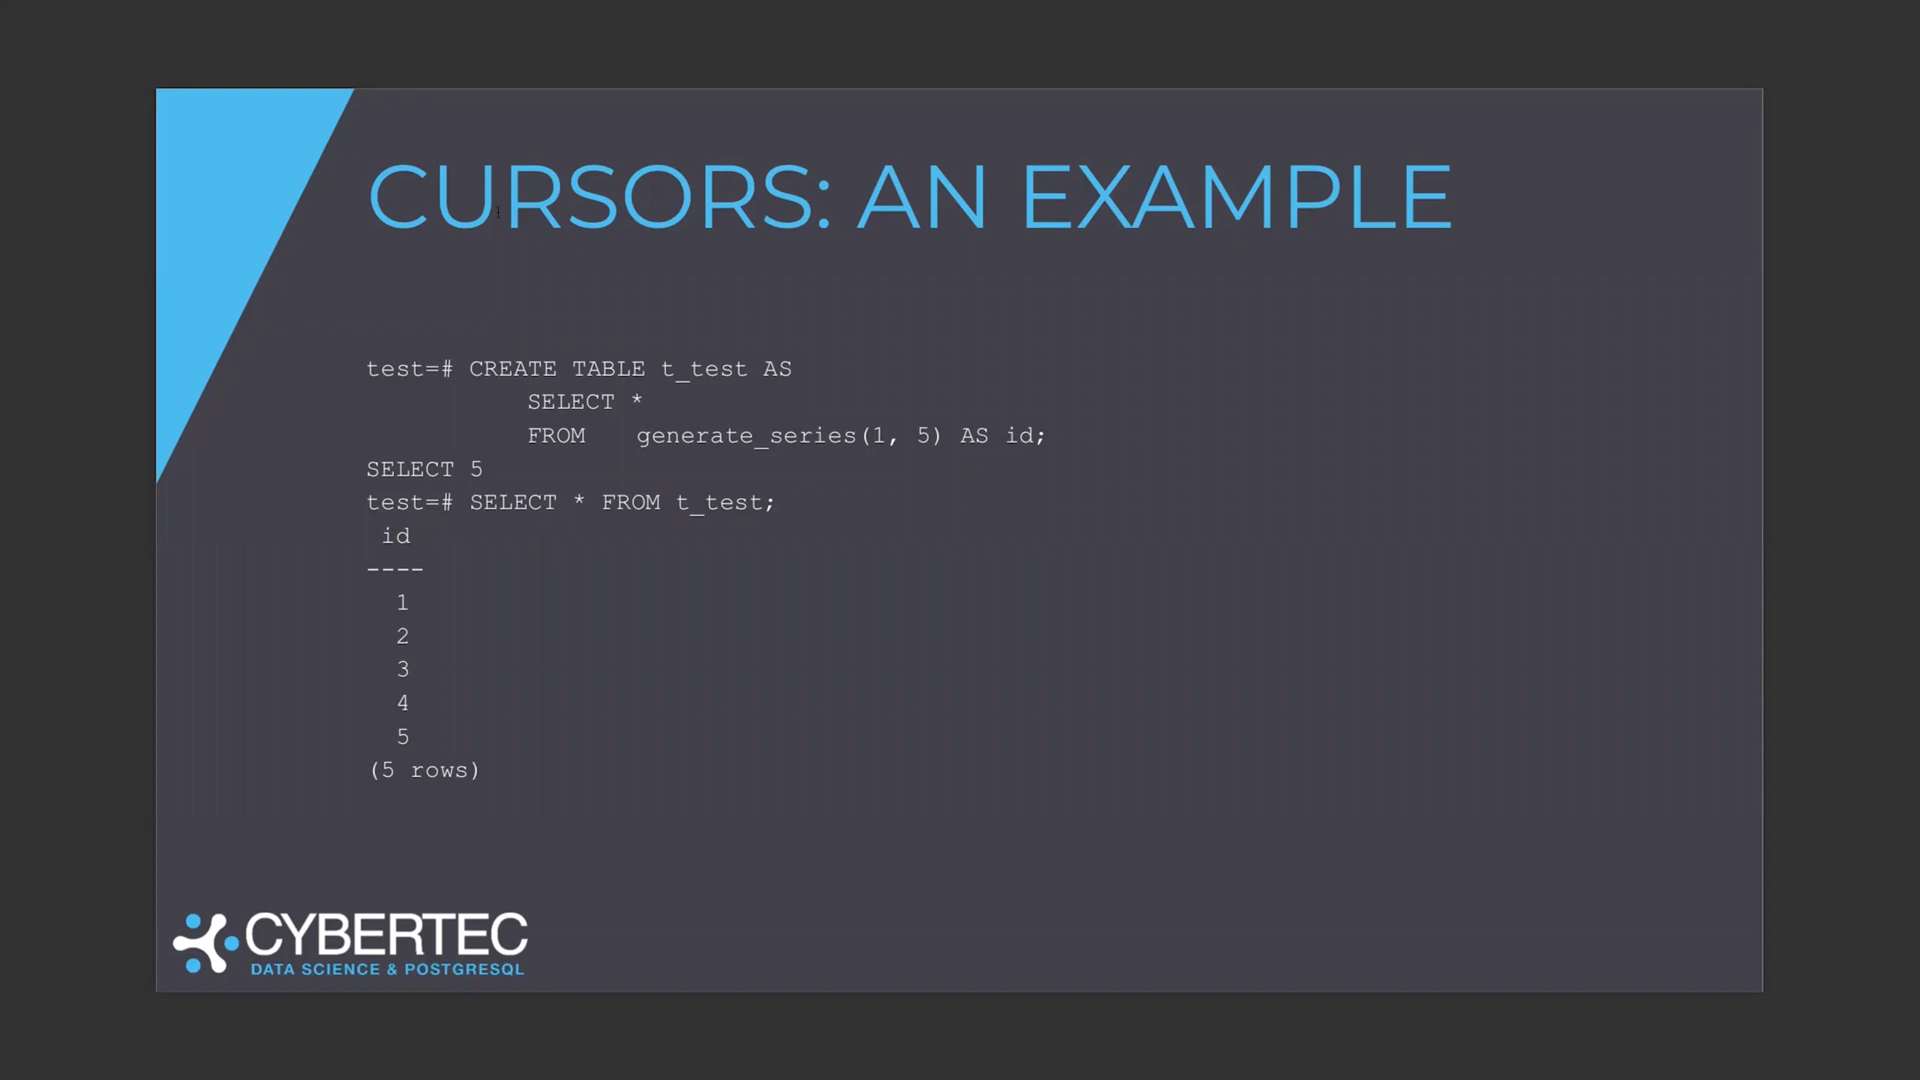 CURSORS: AN EXAMPLE
test=# CREATE TABLE t_test AS
SELECT *
FROM generate_series(1, 5) AS id;
SELECT 5
test=# SELECT * FROM t_test;
id
----
1
2
3
4
5
(5 rows)
CYBERTEC
DATA SCIENCE & POSTGRESQL